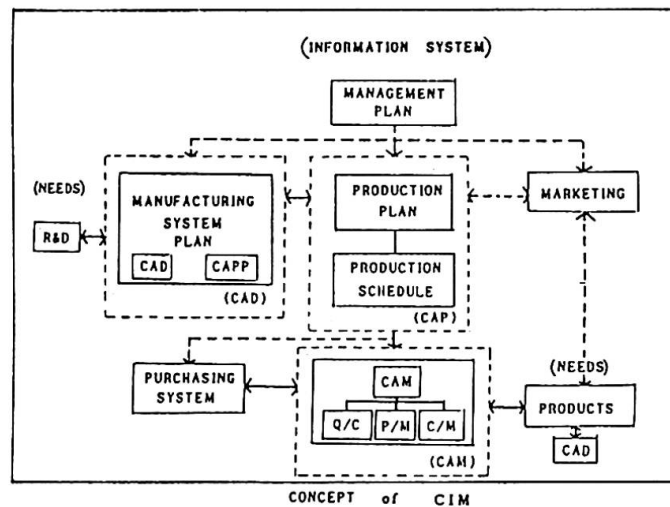 (INFORMATION SYSTEM)
MANAGEMENT
PLAN
(NEEDS)
R&D
MANUFACTURING
SYSTEM
PLAN
CAD
CAPP
(CAD)
PRODUCTION
PLAN
PRODUCTION
SCHEDULE
(CAP)
MARKETING
PURCHASING
SYSTEM
CAM
Q/C
P/M
C/M
(CAM)
(NEEDS)
PRODUCTS
CAD
CONCEPT of CIM